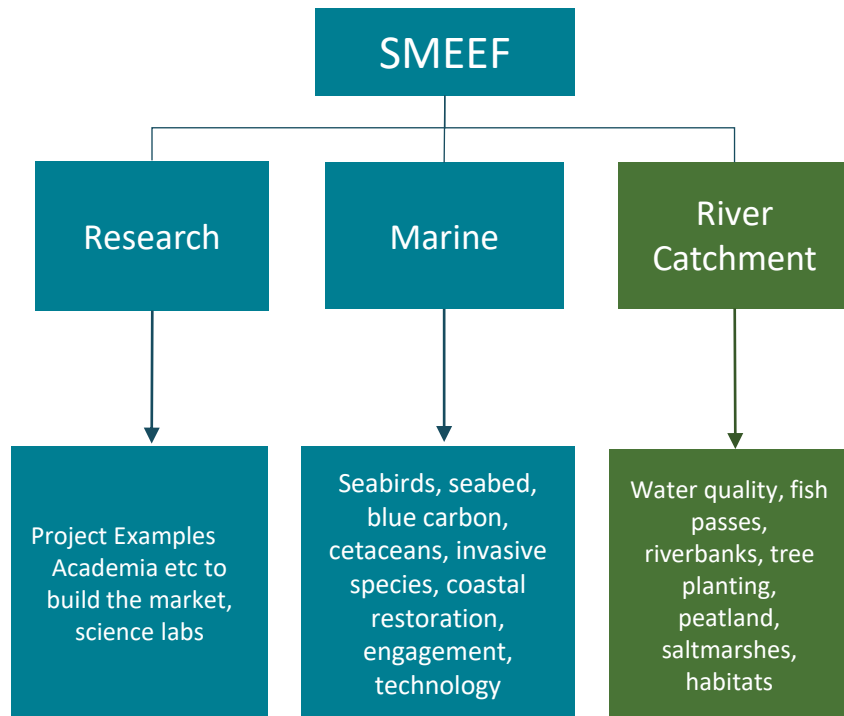 SMEEF
Research
Marine
River
Catchment
Project Examples
Academia etc to
build the market,
science labs
Seabirds, seabed,
blue carbon,
cetaceans, invasive
species, coastal
restoration,
engagement,
technology
Water quality, fish
passes,
riverbanks, tree
planting,
peatland,
saltmarshes,
habitats